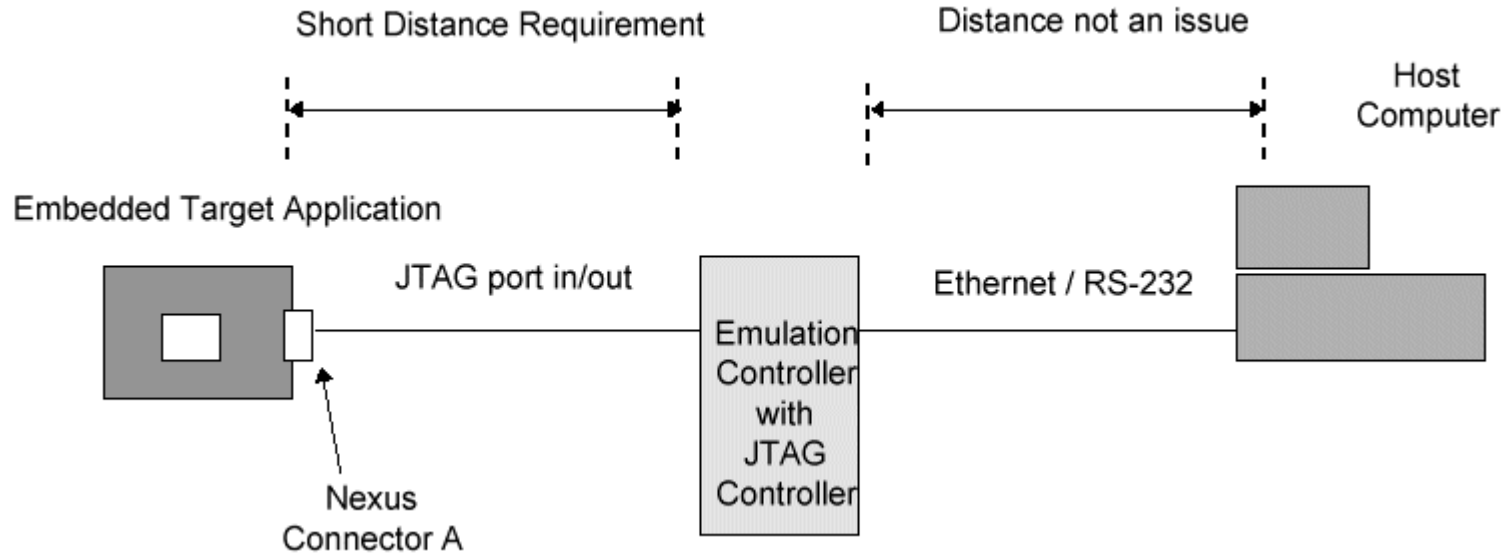 Short Distance Requirement
Distance not an issue
Host
Computer
Embedded Target Application
JTAG port in/out
Ethernet / RS-232
Emulation
Controller
with
JTAG
Controller
Nexus
Connector A